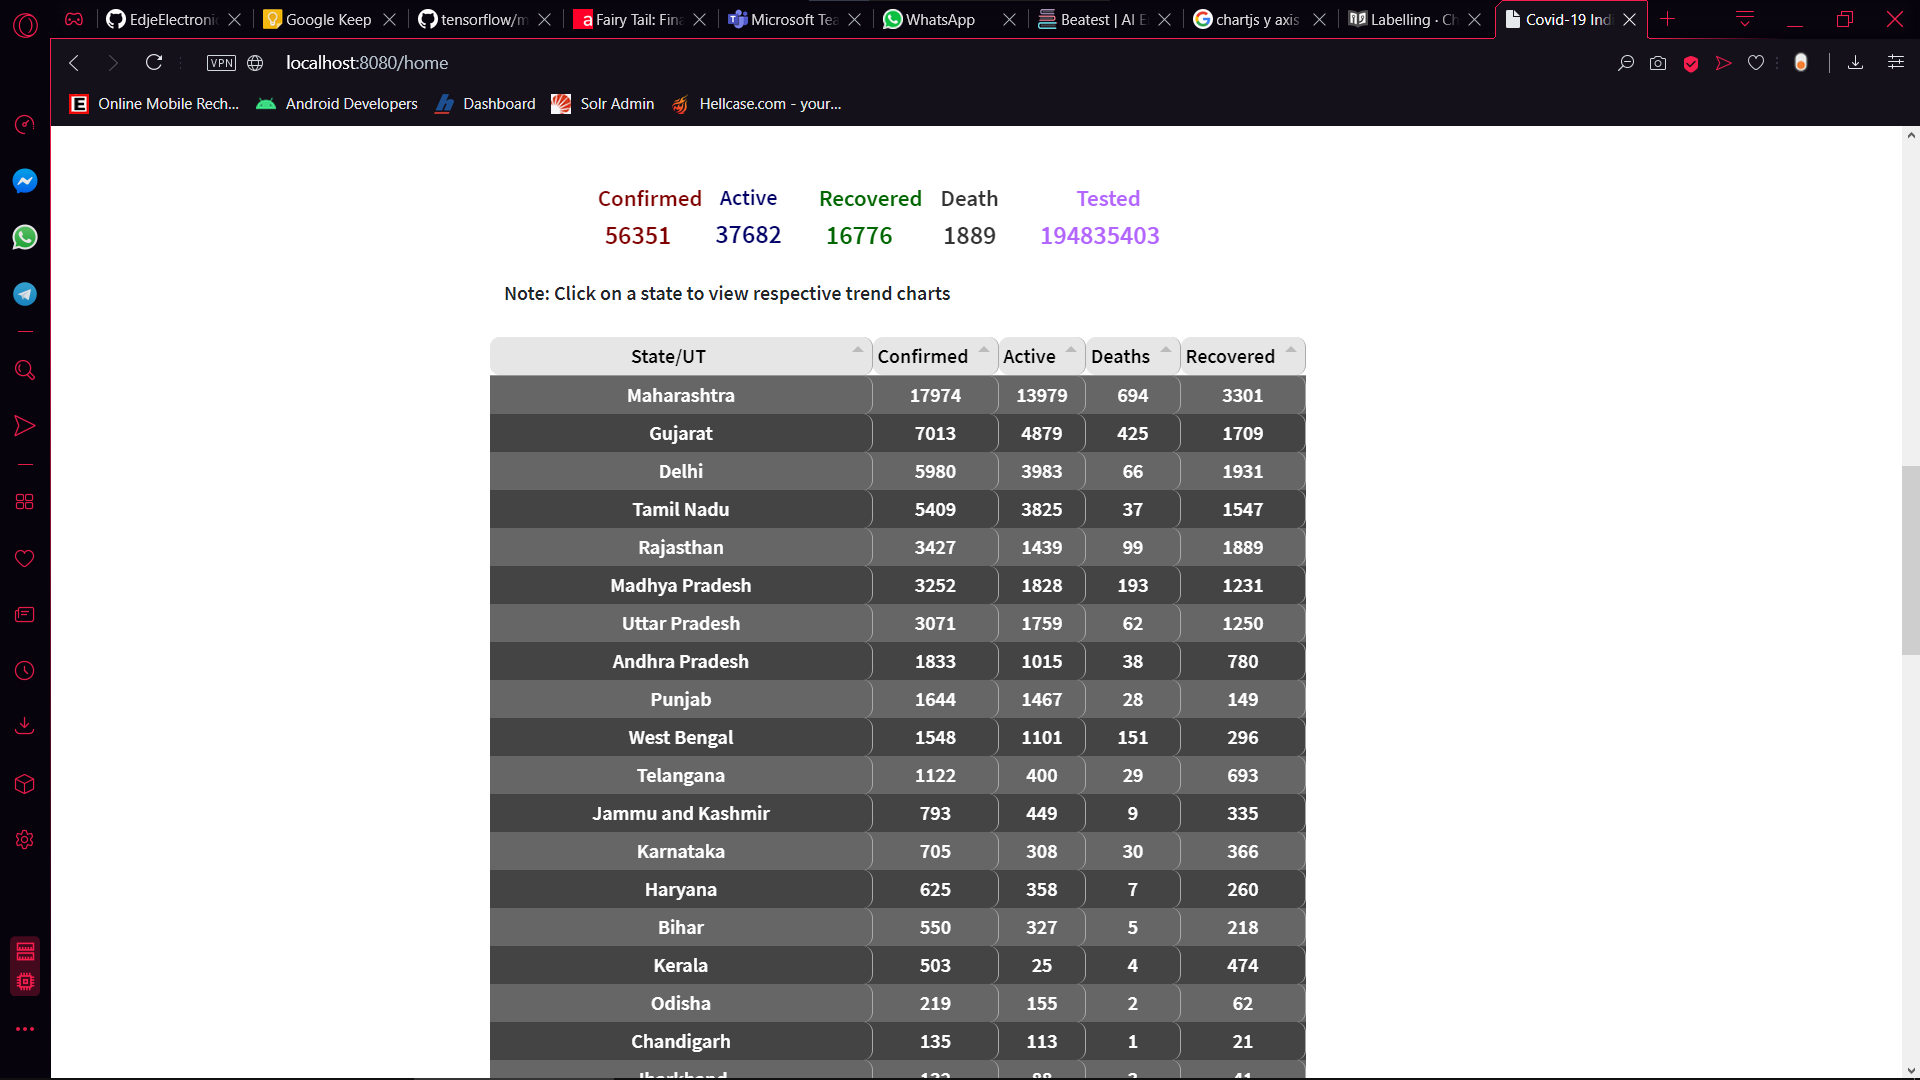 EdjeElectroni Google Keep tensorflow/m Fairy Tail: Fina Microsoft Tea WhatsApp Beatest | AI E chartjs y axis Labelling · Ch Covid-19 Indi
VPN localhost:8080/home
Online Mobile Rech... Android Developers Dashboard Solr Admin Hellcase.com - your...
Confirmed Active Recovered Death Tested
56351 37682 16776 1889 194835403
Note: Click on a state to view respective trend charts
State/UT Confirmed Active Deaths Recovered
Maharashtra 17974 13979 694 3301
Gujarat 7013 4879 425 1709
Delhi 5980 3983 66 1931
Tamil Nadu 5409 3825 37 1547
Rajasthan 3427 1439 99 1889
Madhya Pradesh 3252 1828 193 1231
Uttar Pradesh 3071 1759 62 1250
Andhra Pradesh 1833 1015 38 780
Punjab 1644 1467 28 149
West Bengal 1548 1101 151 296
Telangana 1122 400 29 693
Jammu and Kashmir 793 449 9 335
Karnataka 705 308 30 366
Haryana 625 358 7 260
Bihar 550 327 5 218
Kerala 503 25 4 474
Odisha 219 155 2 62
Chandigarh 135 113 1 21
Jharkhand 132 88 3 41